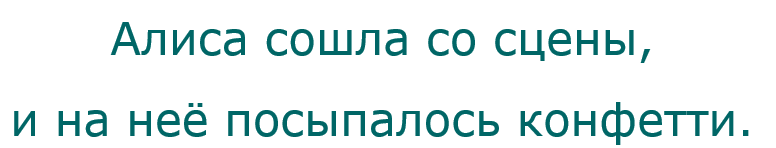 Алиса сошла со сцены,
и на неё посыпалось конфетти.